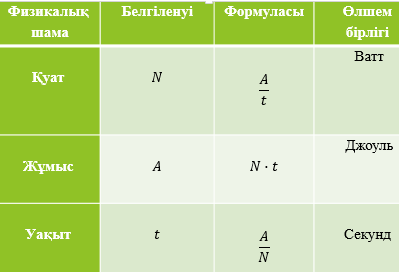 Физикалық шама Белгіленуі Формуласы Өлшем бірлігі
Қуат N A/t Ватт
Жұмыс A N · t Джоуль
Уақыт t A/N Секунд